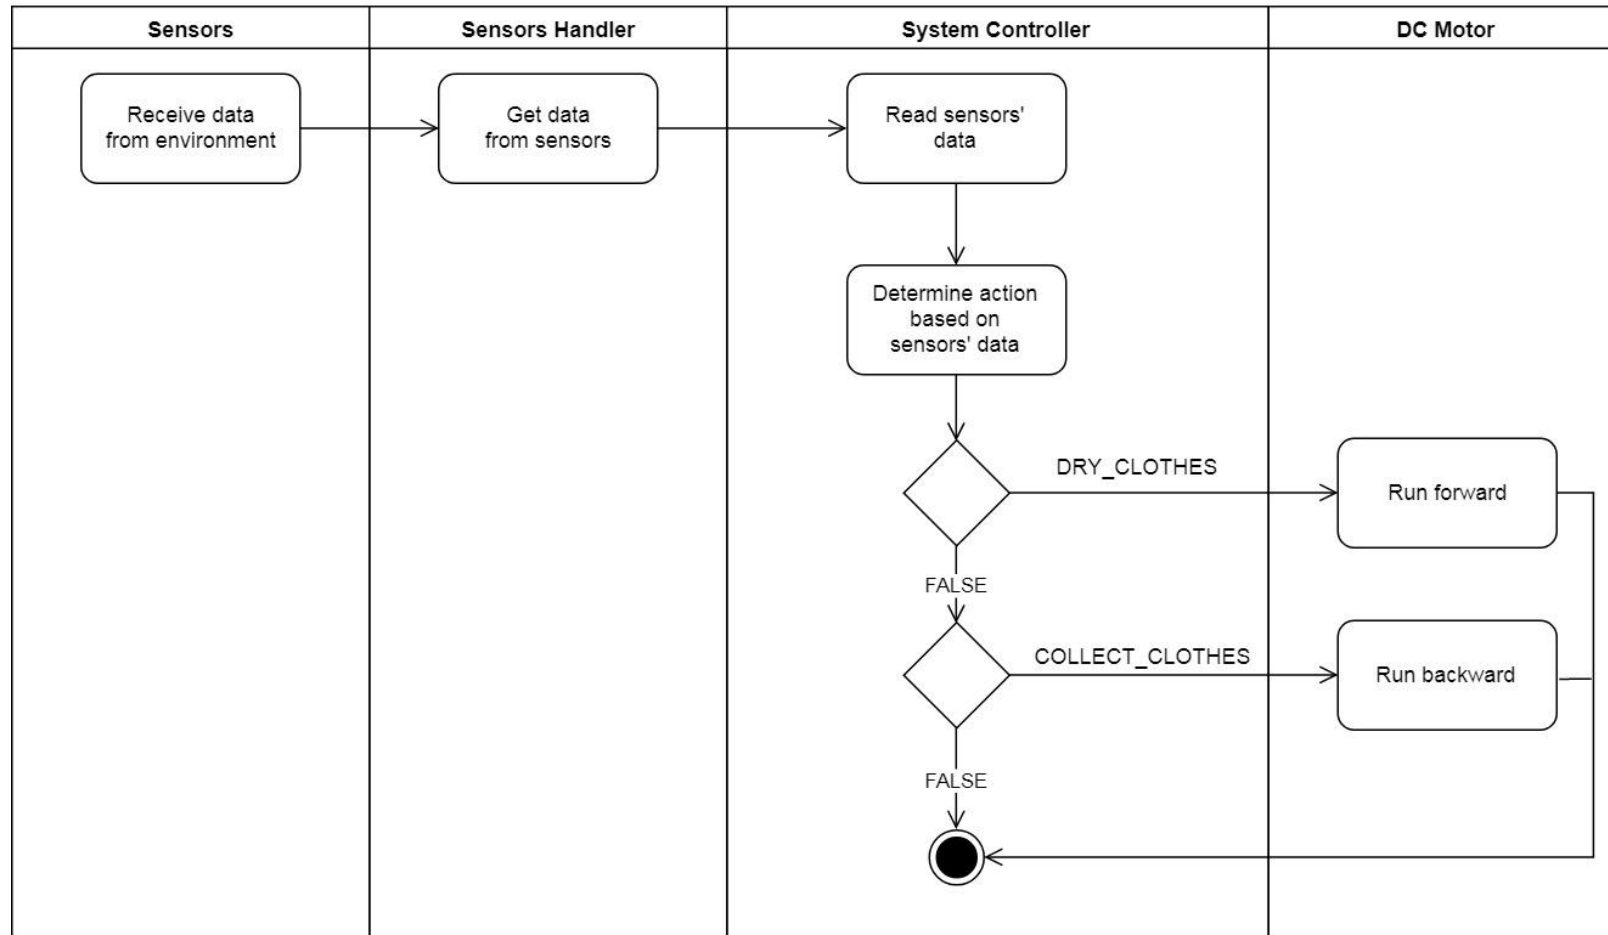 Sensors
Sensors Handler
System Controller
DC Motor
Receive data
from environment
Get data
from sensors
Read sensors'
data
Determine action
based on
sensors' data
DRY_CLOTHES
Run forward
FALSE
COLLECT_CLOTHES
Run backward
FALSE